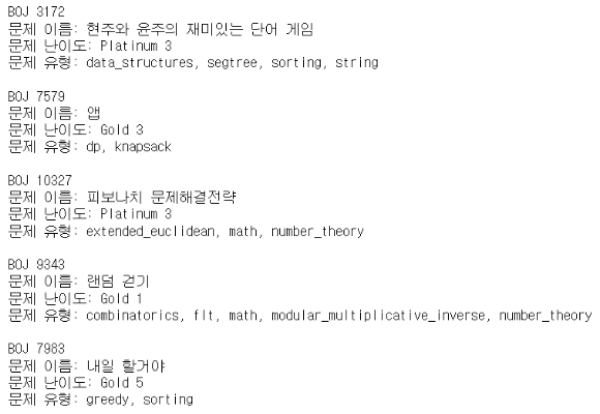 BOJ 3172
문제 이름: 현주와 윤주의 재미있는 단어 게임
문제 난이도: Platinum 3
문제 유형: data_structures, segtree, sorting, string
BOJ 7579
문제 이름: 앱
문제 난이도: Gold 3
문제 유형: dp, knapsack
BOJ 10327
문제 이름: 피보나치 문제해결전략
문제 난이도: Platinum 3
문제 유형: extended_euclidean, math, number_theory
BOJ 9343
문제 이름: 랜덤 걷기
문제 난이도: Gold 1
문제 유형: combinatorics, flt, math, modular_multiplicative_inverse, number_theory
BOJ 7983
문제 이름: 내일 할거야
문제 난이도: Gold 5
문제 유형: greedy, sorting